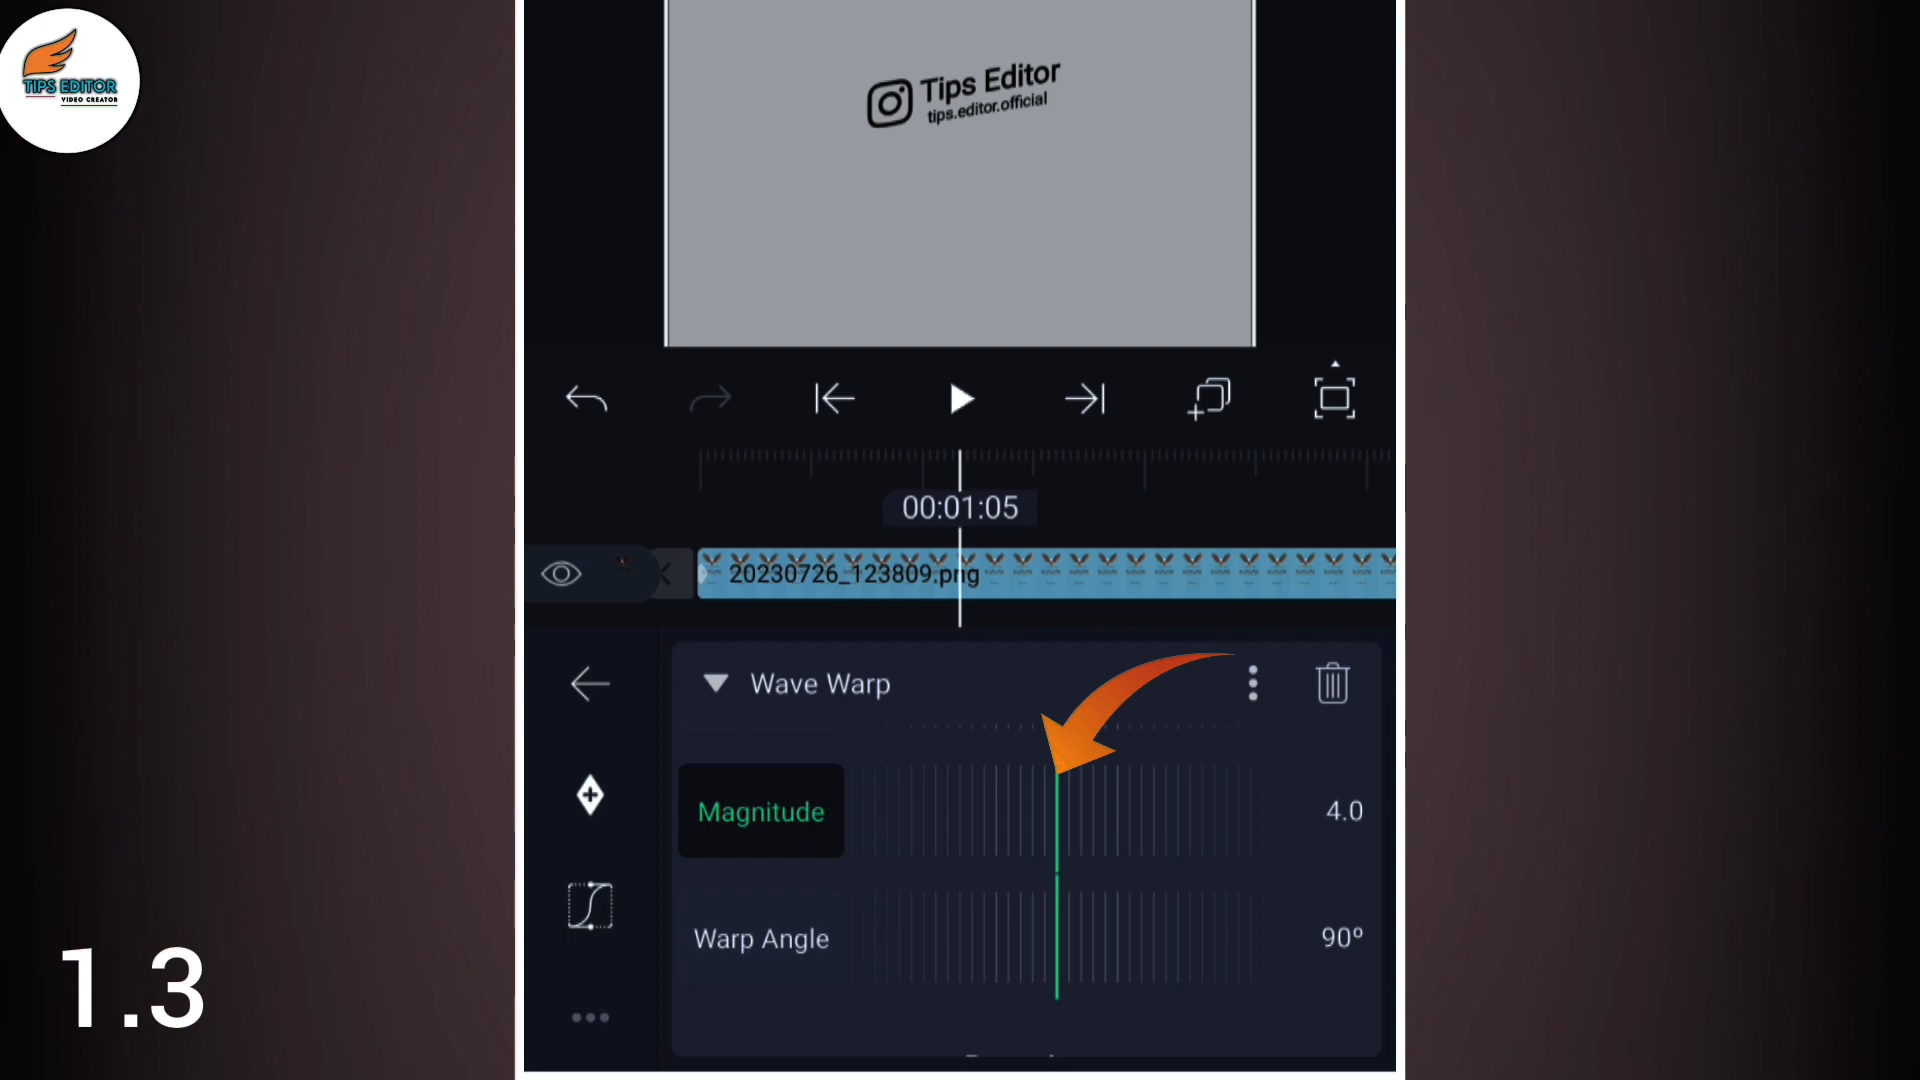 TIPS EDITOR
VIDEO CREATOR
Tips Editor
tips.editor.official
00:01:05
20230726_123809.png
Wave Warp
Magnitude
4.0
Warp Angle
90º
1.3